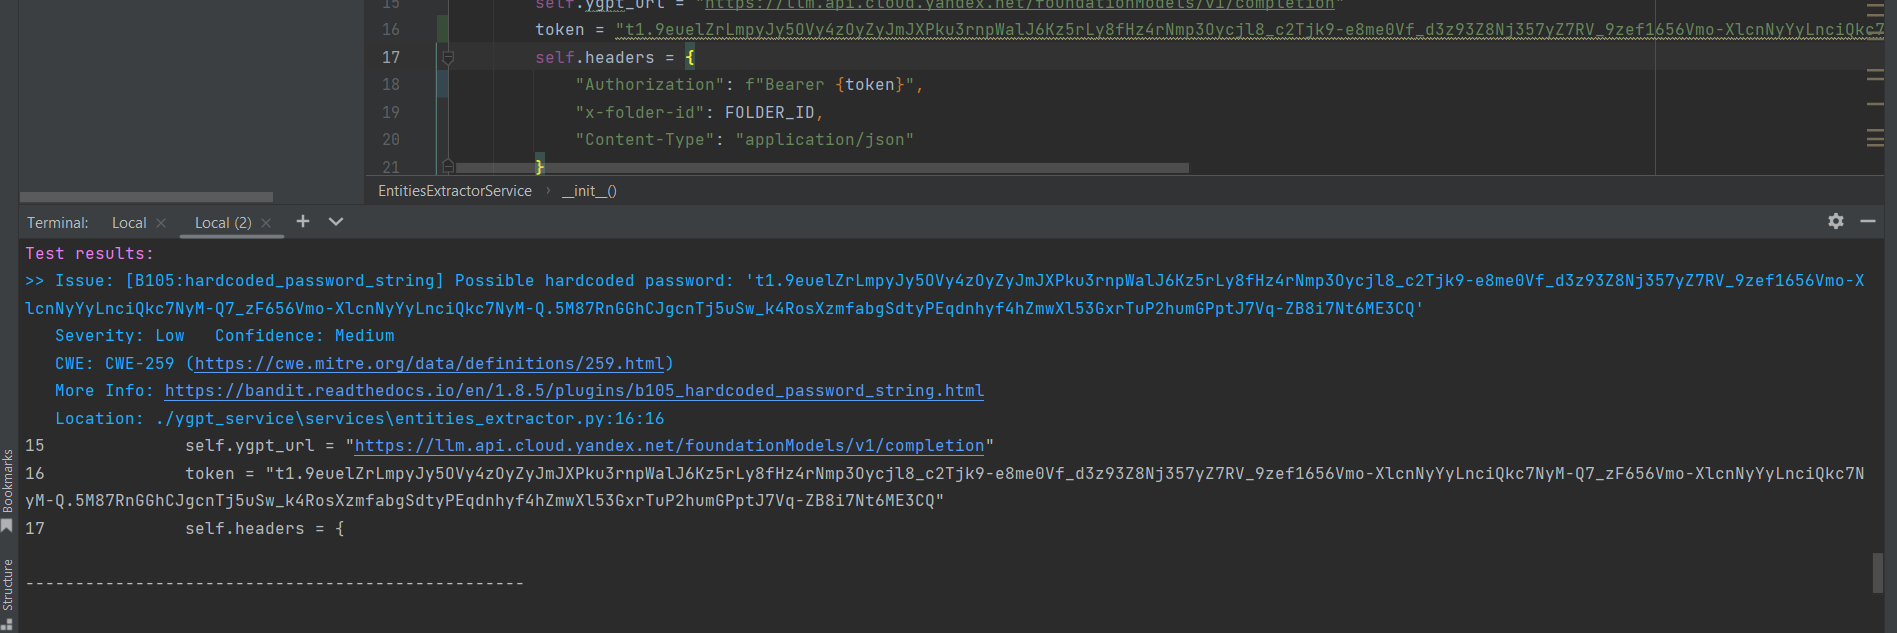 15 self.ygpt_url = "https://llm.api.cloud.yandex.net/foundationModels/v1/completion"
16 token = "t1.9euelZrLmpyJy5OVy4zOyZyJmJXPku3rnpWalJ6Kz5rLy8fHz4rNmp3Oycjl8_c2Tjk9-e8me0Vf_d3z93Z8Nj357yZ7RV_9zef1656Vmo-XlcnNyYyLnciQkc7
17 self.headers = {
18 "Authorization": f"Bearer {token}",
19 "x-folder-id": FOLDER_ID,
20 "Content-Type": "application/json"
21 }
EntitiesExtractorService › __init__()
Terminal: Local × Local (2) × +
Test results:
>> Issue: [B105:hardcoded_password_string] Possible hardcoded password: 't1.9euelZrLmpyJy5OVy4zOyZyJmJXPku3rnpWalJ6Kz5rLy8fHz4rNmp3Oycjl8_c2Tjk9-e8me0Vf_d3z93Z8Nj357yZ7RV_9zef1656Vmo-X
lcnNyYyLnciQkc7NyM-Q7_zF656Vmo-XlcnNyYyLnciQkc7NyM-Q.5M87RnGGhCJgcnTj5uSw_k4RosXzmfabgSdtyPEqdnhyf4hZmwXl53GxrTuP2humGPptJ7Vq-ZB8i7Nt6ME3CQ'
Severity: Low Confidence: Medium
CWE: CWE-259 (https://cwe.mitre.org/data/definitions/259.html)
More Info: https://bandit.readthedocs.io/en/1.8.5/plugins/b105_hardcoded_password_string.html
Location: ./ygpt_service\services\entities_extractor.py:16:16
15 self.ygpt_url = "https://llm.api.cloud.yandex.net/foundationModels/v1/completion"
16 token = "t1.9euelZrLmpyJy5OVy4zOyZyJmJXPku3rnpWalJ6Kz5rLy8fHz4rNmp3Oycjl8_c2Tjk9-e8me0Vf_d3z93Z8Nj357yZ7RV_9zef1656Vmo-XlcnNyYyLnciQkc7NyM-Q7_zF656Vmo-XlcnNyYyLnciQkc7N
yM-Q.5M87RnGGhCJgcnTj5uSw_k4RosXzmfabgSdtyPEqdnhyf4hZmwXl53GxrTuP2humGPptJ7Vq-ZB8i7Nt6ME3CQ"
17 self.headers = {
--------------------------------------------------
Bookmarks
Structure